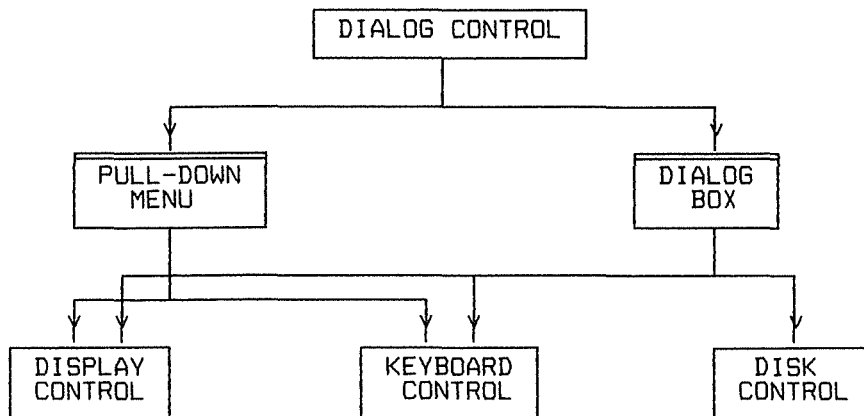 DIALOG CONTROL
PULL-DOWN
MENU
DIALOG
BOX
DISPLAY
CONTROL
KEYBOARD
CONTROL
DISK
CONTROL